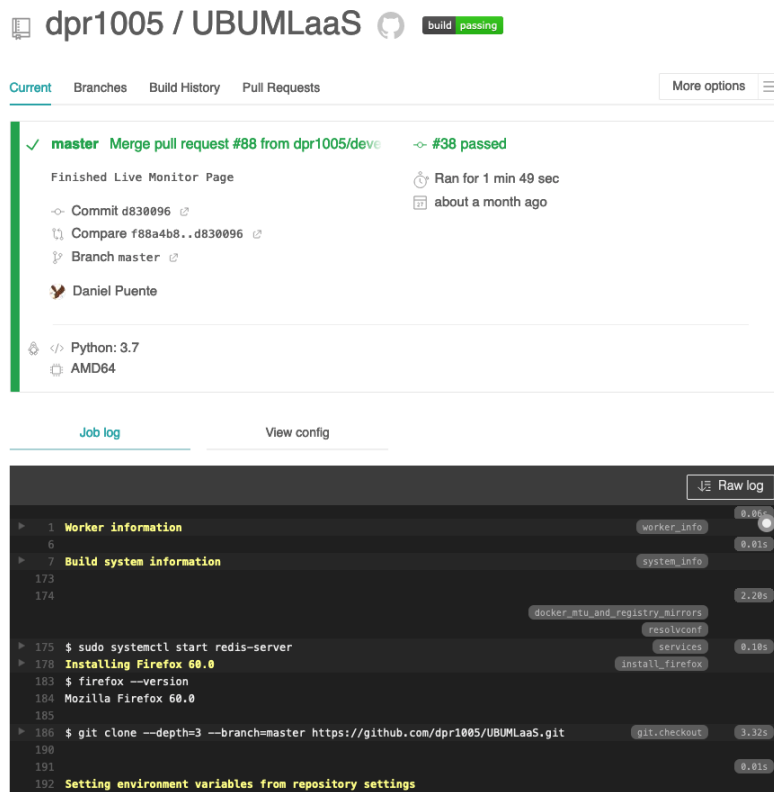 dpr1005 / UBUMLaaS build passing
Current Branches Build History Pull Requests More options
master Merge pull request #88 from dpr1005/deve
#38 passed
Finished Live Monitor Page
Ran for 1 min 49 sec
about a month ago
Commit d830096
Compare f88a4b8..d830096
Branch master
Daniel Puente
Python: 3.7
AMD64
Job log View config
Raw log
0.06s
1 Worker information worker_info
6 0.01s
7 Build system information system_info
173
174 2.20s
docker_mtu_and_registry_mirrors
resolvconf
175 $ sudo systemctl start redis-server services 0.10s
178 Installing Firefox 60.0 install_firefox
183 $ firefox --version
184 Mozilla Firefox 60.0
185
186 $ git clone --depth=3 --branch=master https://github.com/dpr1005/UBUMLaaS.git git.checkout 3.32s
190
191 0.01s
192 Setting environment variables from repository settings